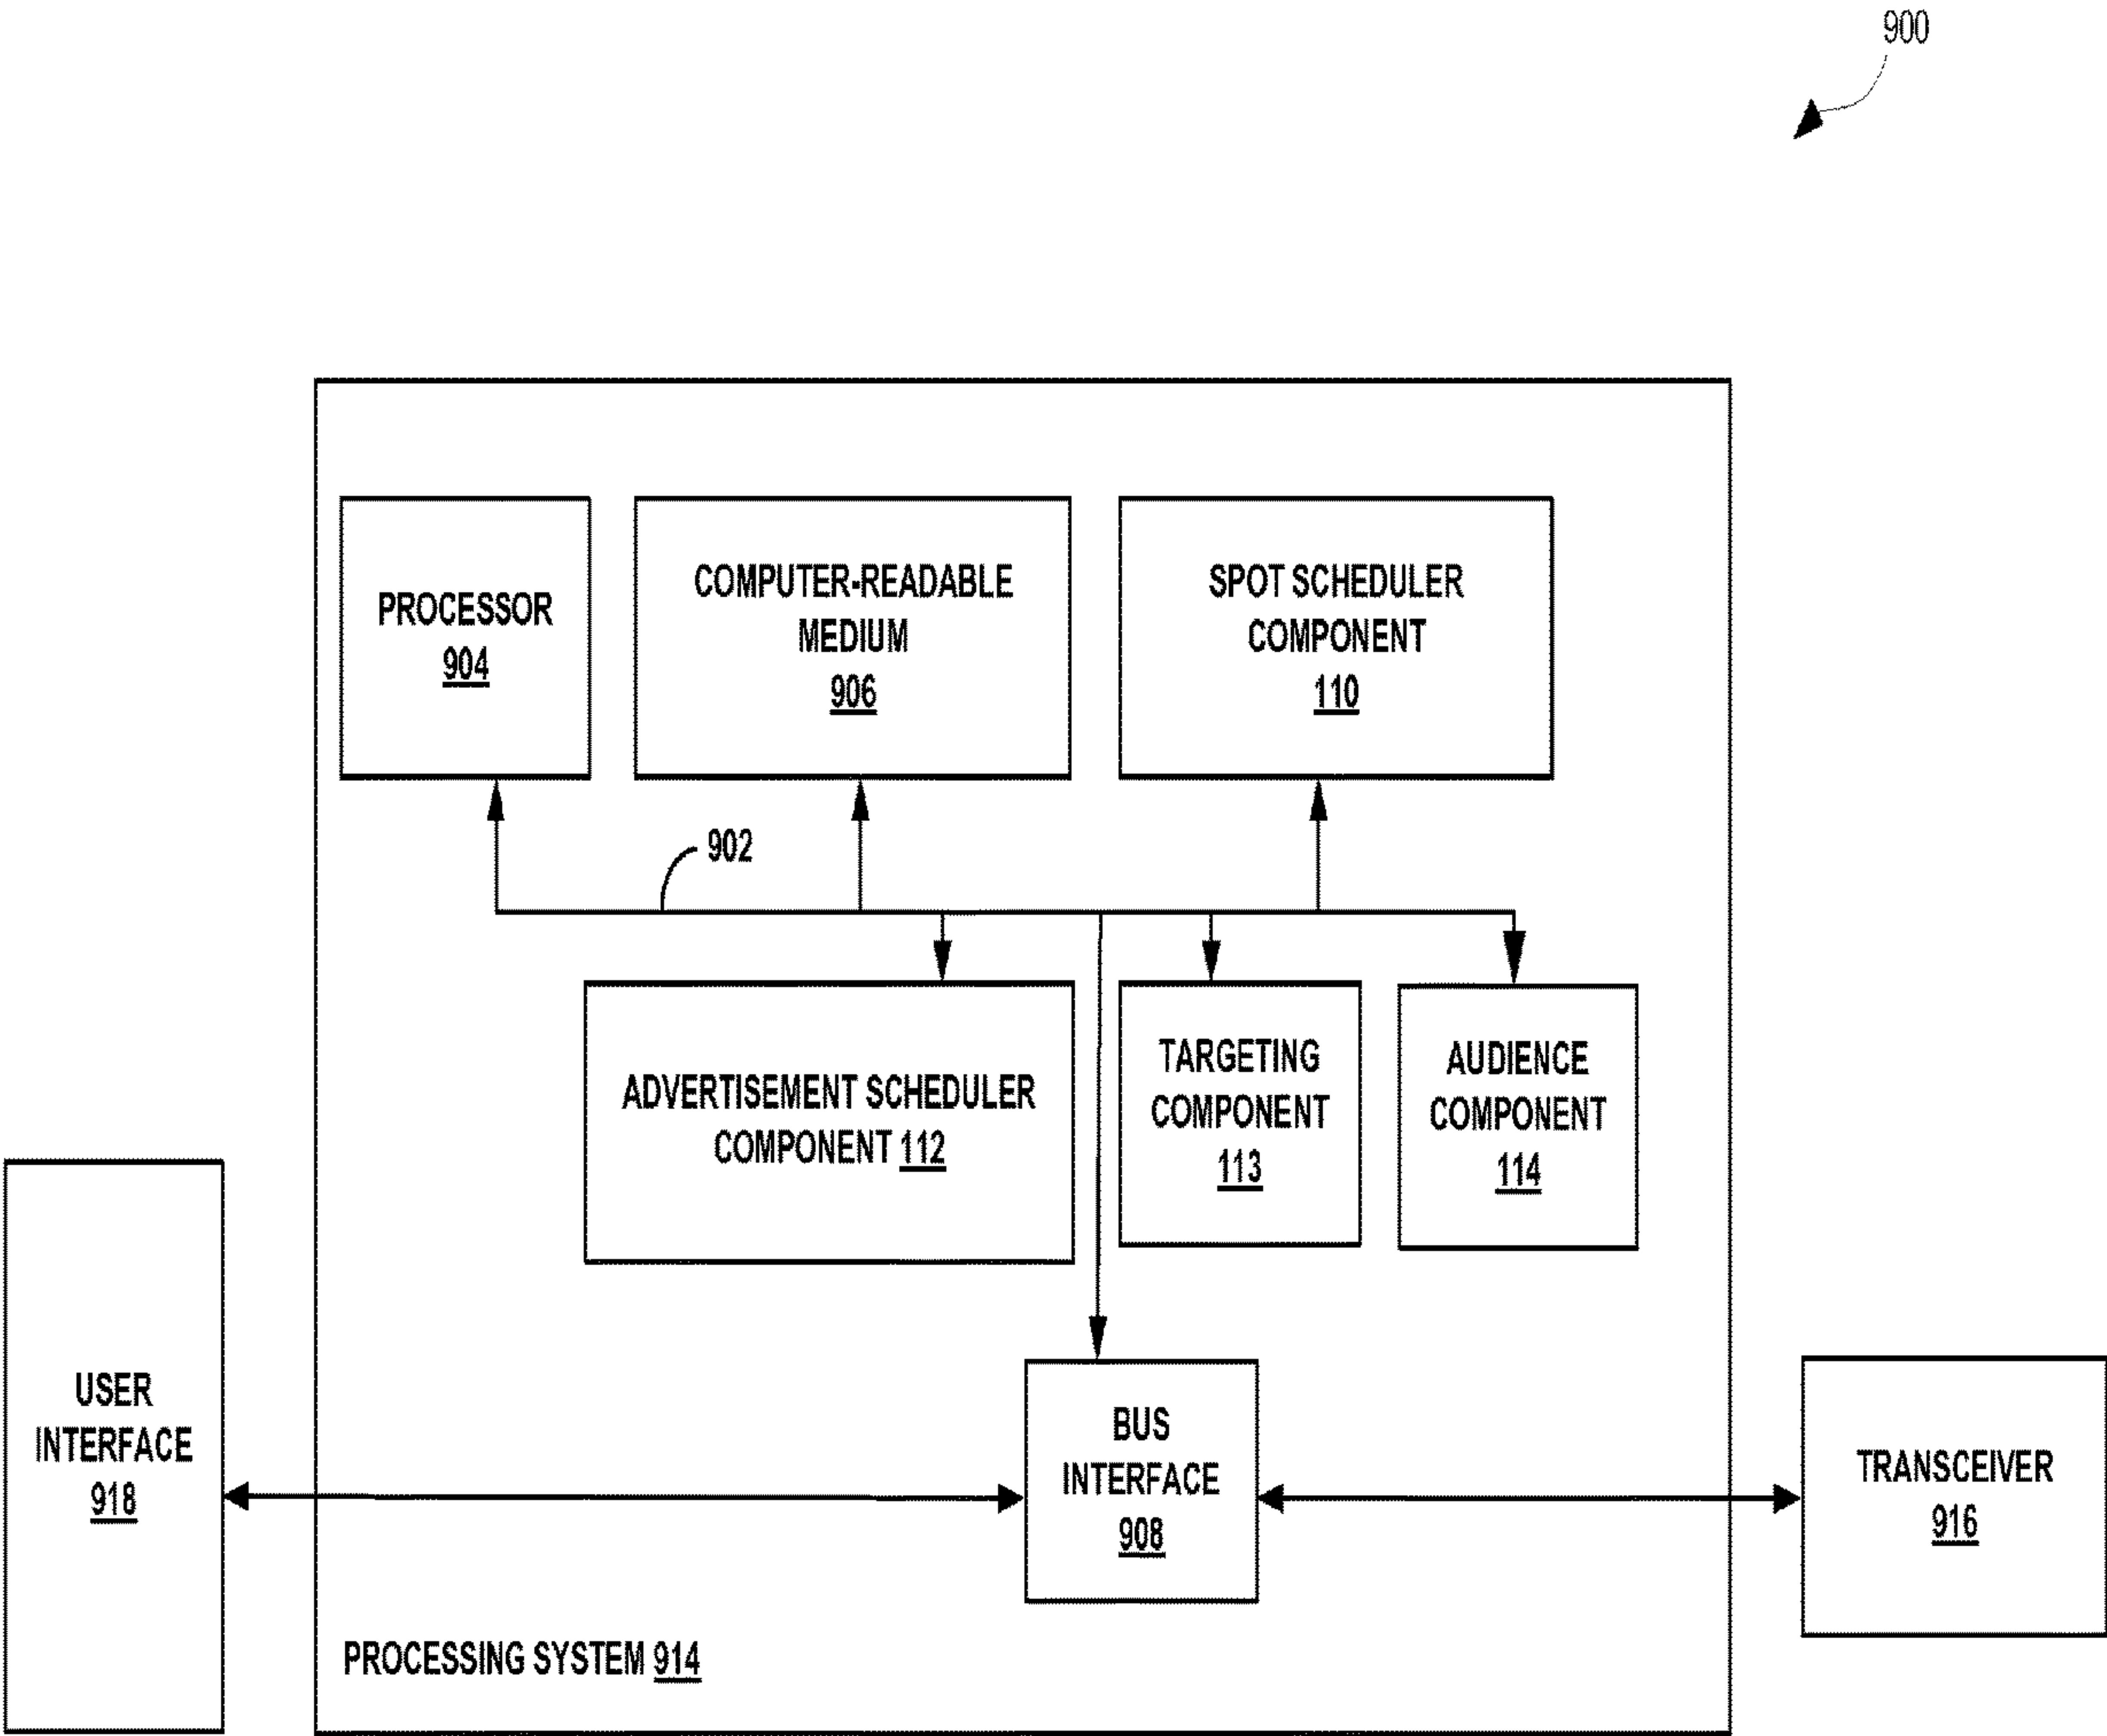 900
PROCESSOR
904
COMPUTER-READABLE
MEDIUM
906
SPOT SCHEDULER
COMPONENT
110
902
ADVERTISEMENT SCHEDULER
COMPONENT 112
TARGETING
COMPONENT
113
AUDIENCE
COMPONENT
114
USER
INTERFACE
918
BUS
INTERFACE
908
TRANSCEIVER
916
PROCESSING SYSTEM 914